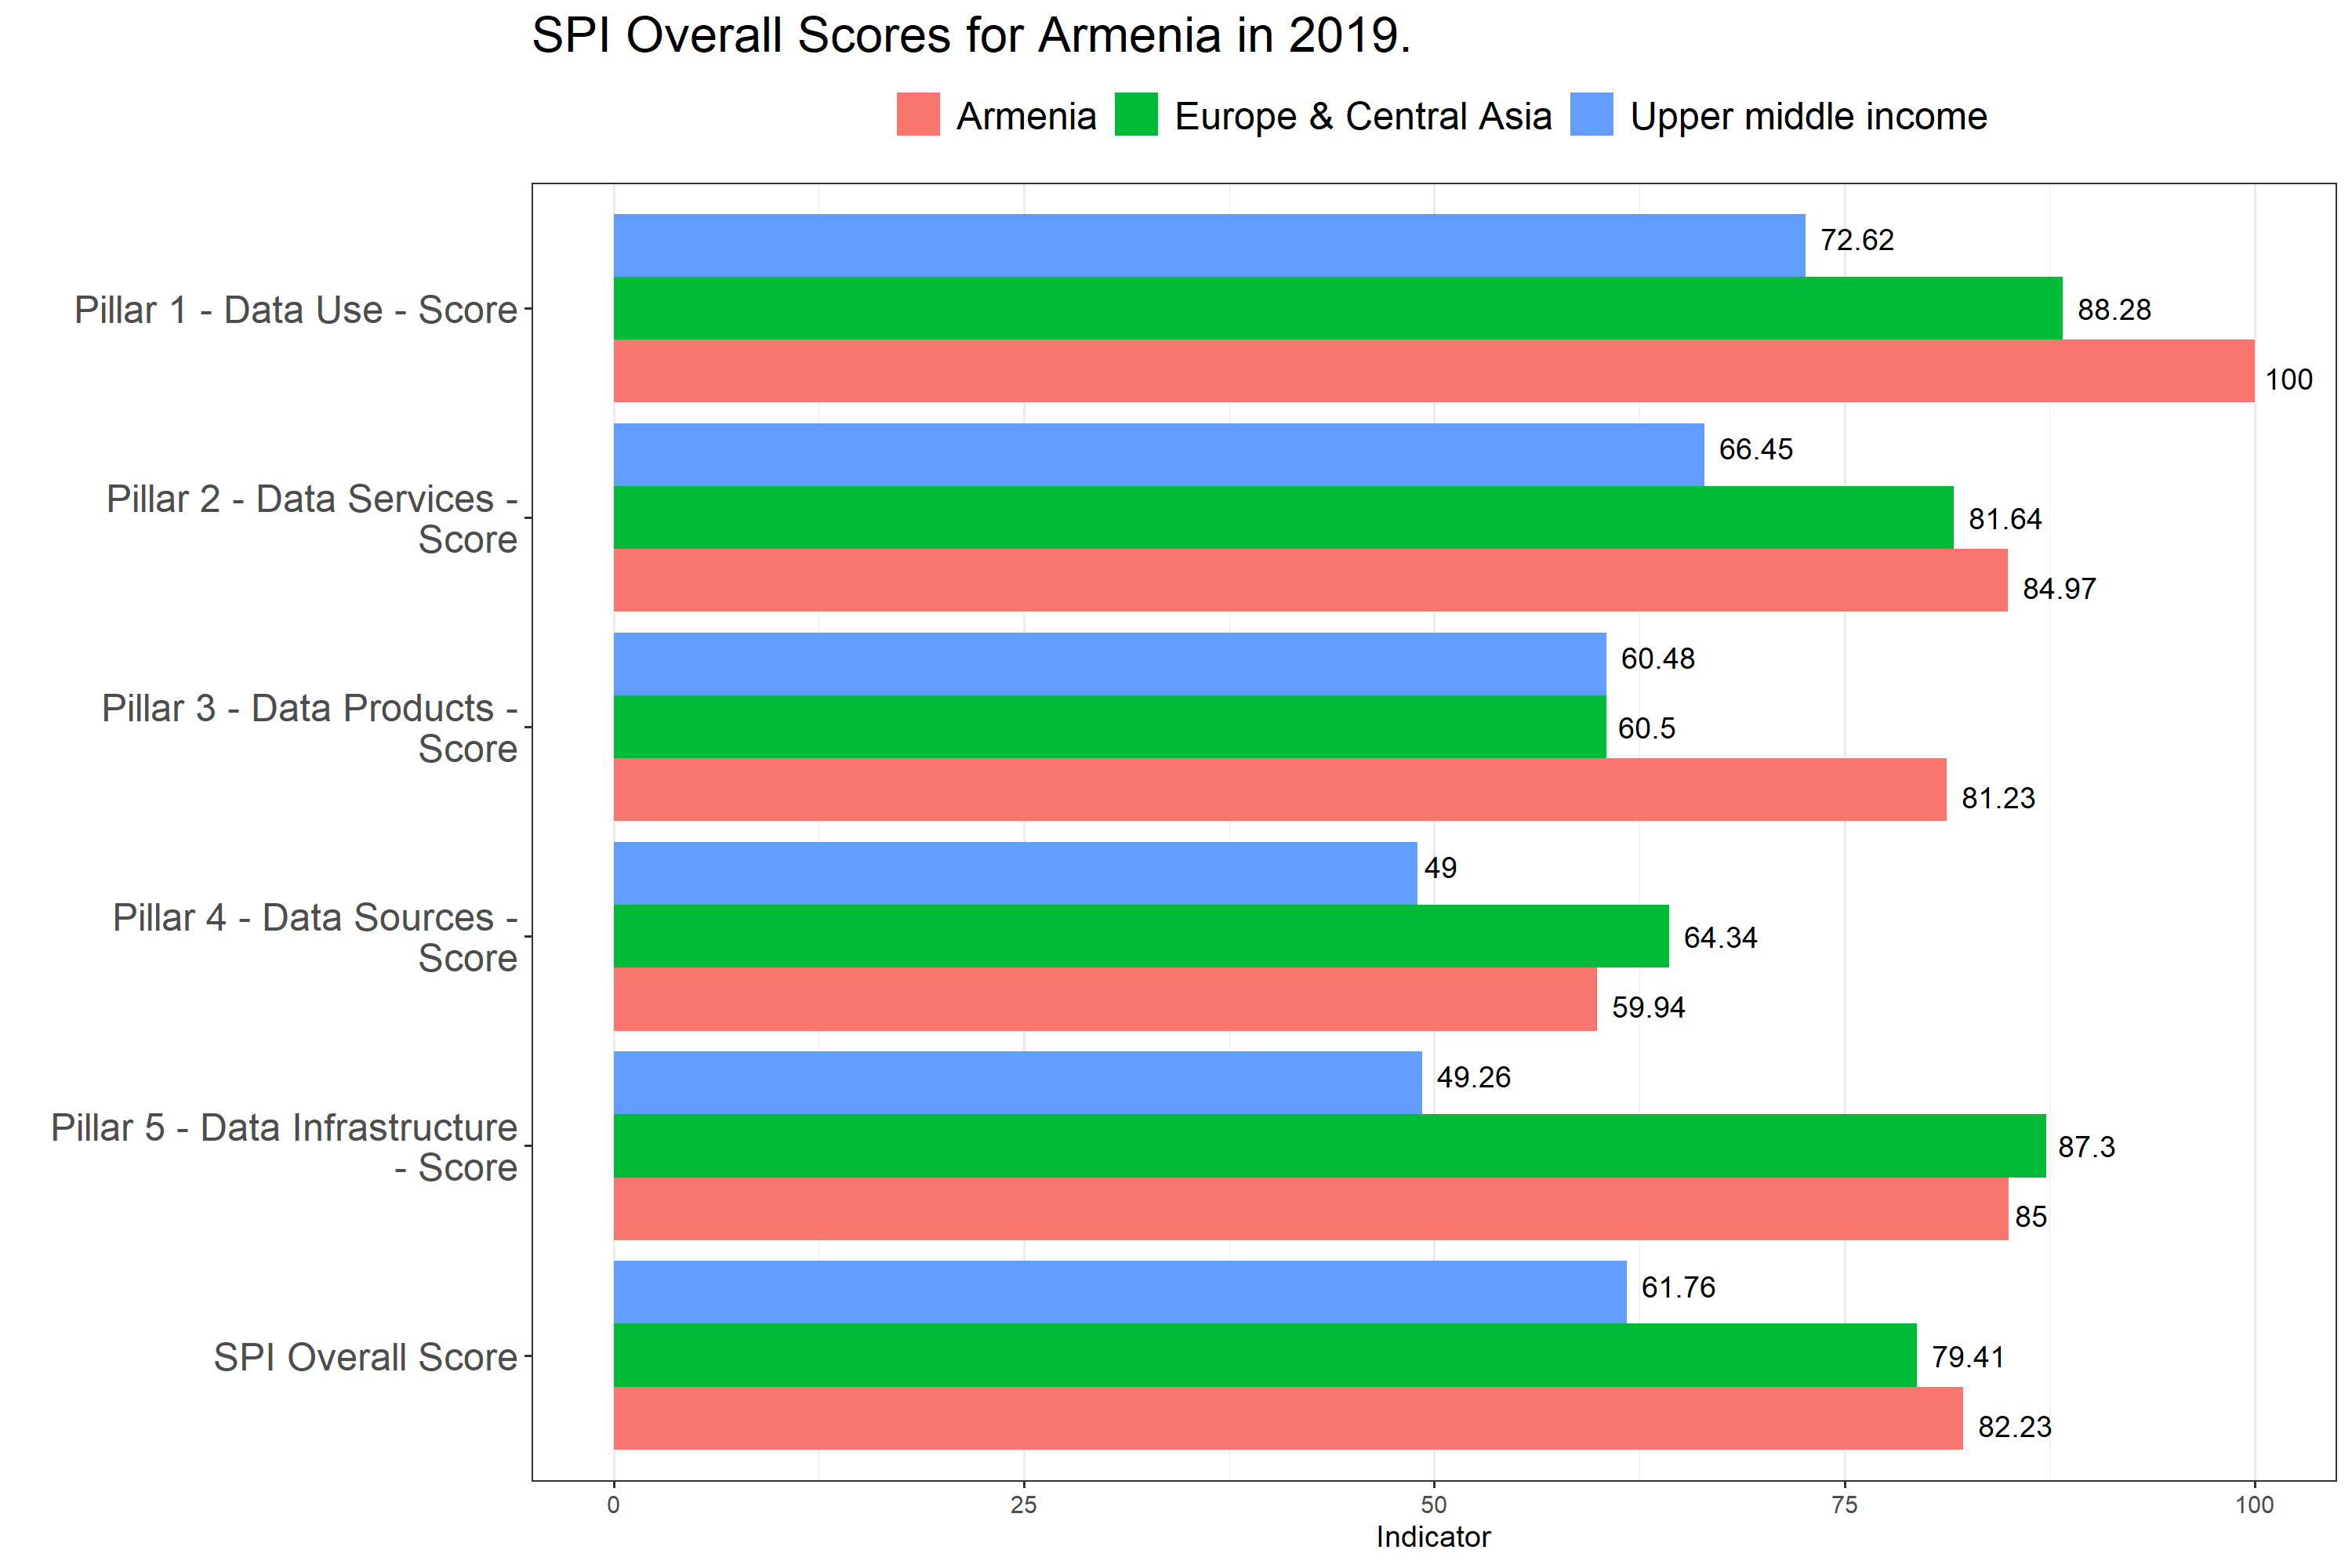 SPI Overall Scores for Armenia in 2019.
Armenia Europe & Central Asia Upper middle income
72.62
Pillar 1 - Data Use - Score
88.28
100
66.45
Pillar 2 - Data Services -
Score
81.64
84.97
60.48
Pillar 3 - Data Products -
Score
60.5
81.23
49
Pillar 4 - Data Sources -
Score
64.34
59.94
49.26
Pillar 5 - Data Infrastructure
- Score
87.3
85
61.76
SPI Overall Score
79.41
82.23
0 25 50 75 100
Indicator